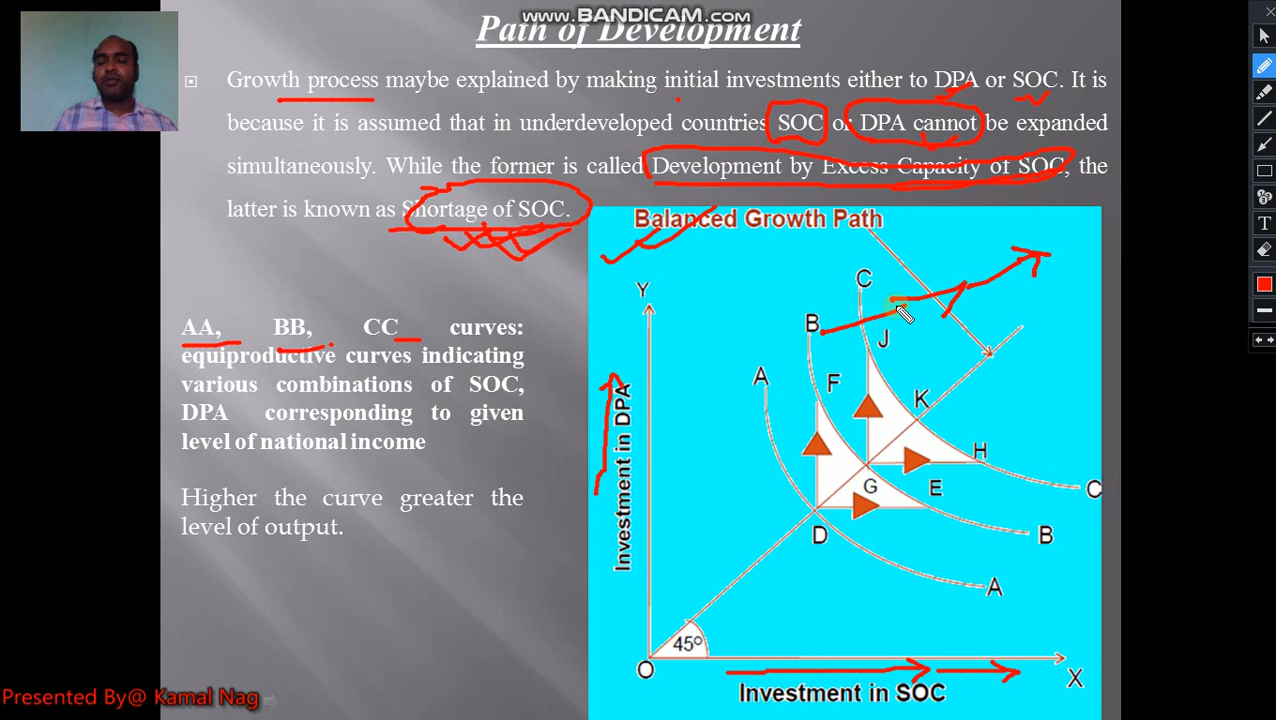 www.BANDICAM.com
Path of Development
Growth process maybe explained by making initial investments either to DPA or SOC. It is
because it is assumed that in underdeveloped countries SOC or DPA cannot be expanded
simultaneously. While the former is called Development by Excess Capacity of SOC, the
latter is known as Shortage of SOC.
Balanced Growth Path
AA, BB, CC curves:
equiproductive curves indicating
various combinations of SOC,
DPA corresponding to given
level of national income
Higher the curve greater the
level of output.
Y
C
B
J
A
F
K
H
G
E
C
D
B
A
Investment in DPA
45º
O
X
Investment in SOC
Presented By@ Kamal Nag
T